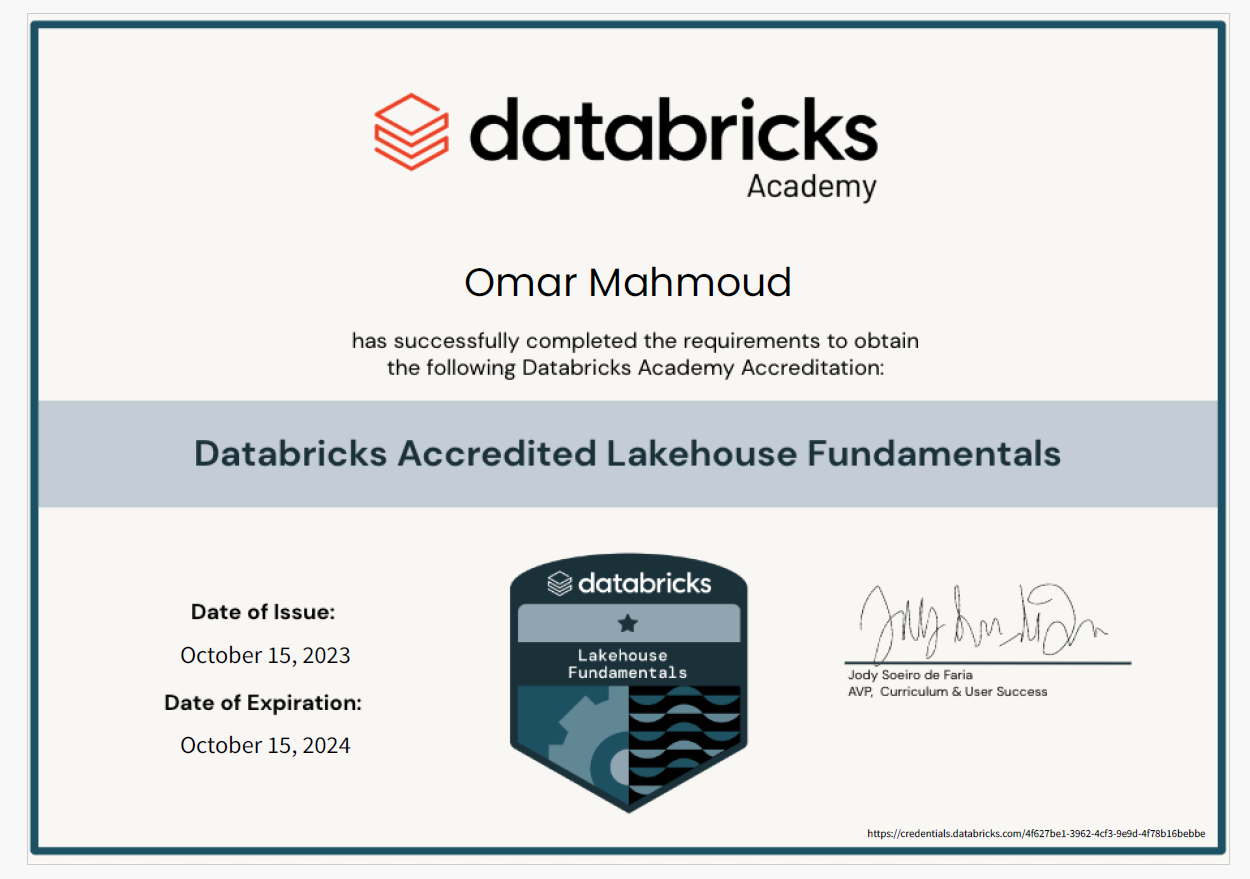 databricks
Academy
Omar Mahmoud
has successfully completed the requirements to obtain
the following Databricks Academy Accreditation:
Databricks Accredited Lakehouse Fundamentals
Date of Issue:
October 15, 2023
Date of Expiration:
October 15, 2024
databricks
Lakehouse
Fundamentals
Jody Soeiro de Faria
AVP, Curriculum & User Success
https://credentials.databricks.com/4f627be1-3962-4cf3-9e9d-4f78b16bebbe